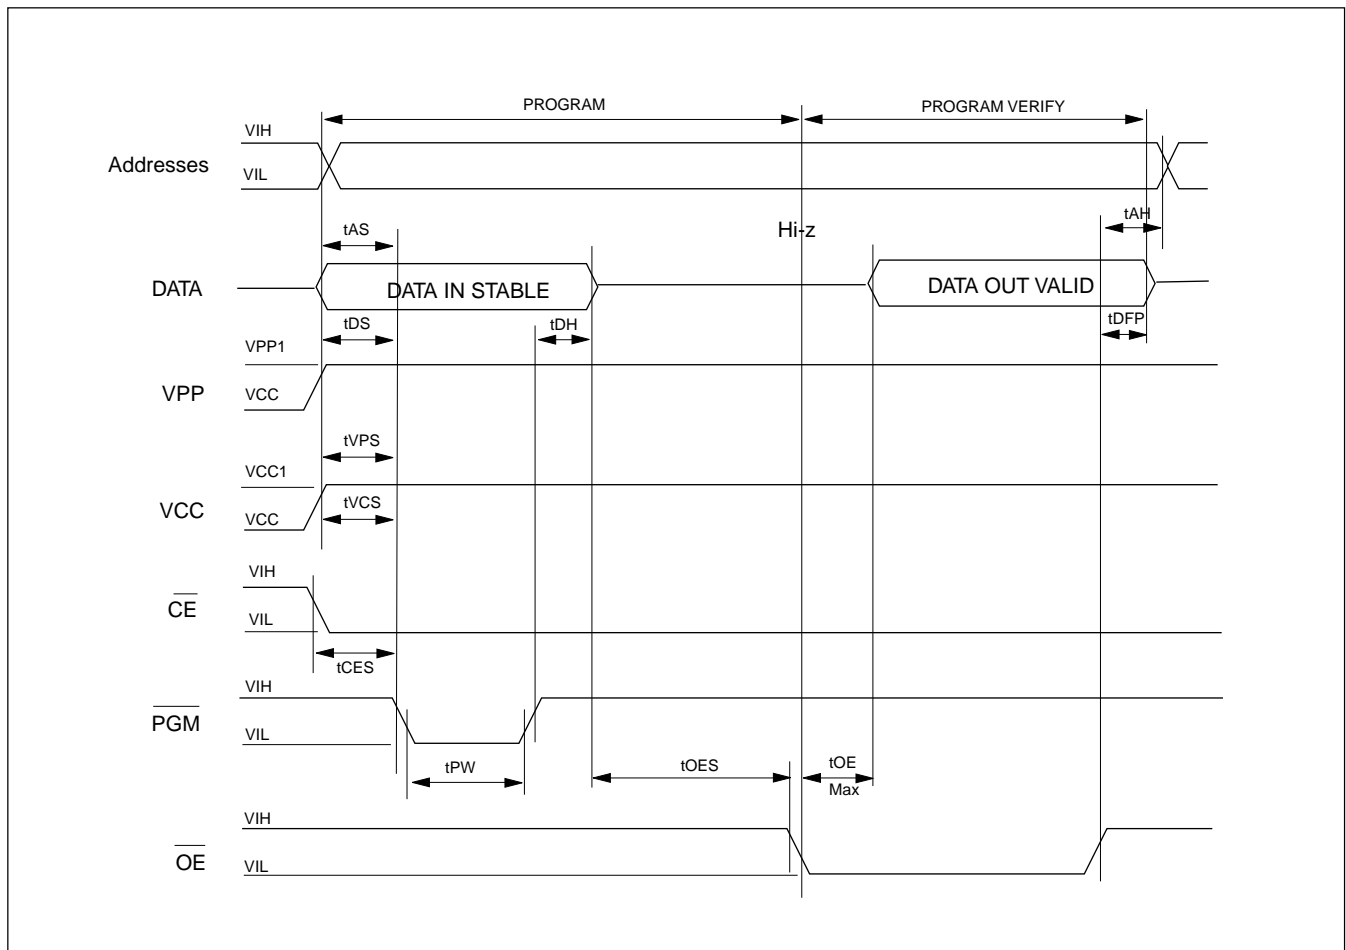 PROGRAM
PROGRAM VERIFY
VIH
Addresses
VIL
tAS
Hi-z
tAH
DATA
DATA IN STABLE
DATA OUT VALID
tDS
tDH
tDFP
VPP1
VPP
VCC
tVPS
VCC1
VCC
tVCS
VCC
VIH
CE
VIL
tCES
VIH
PGM
VIL
tPW
tOES
tOE
Max
VIH
OE
VIL